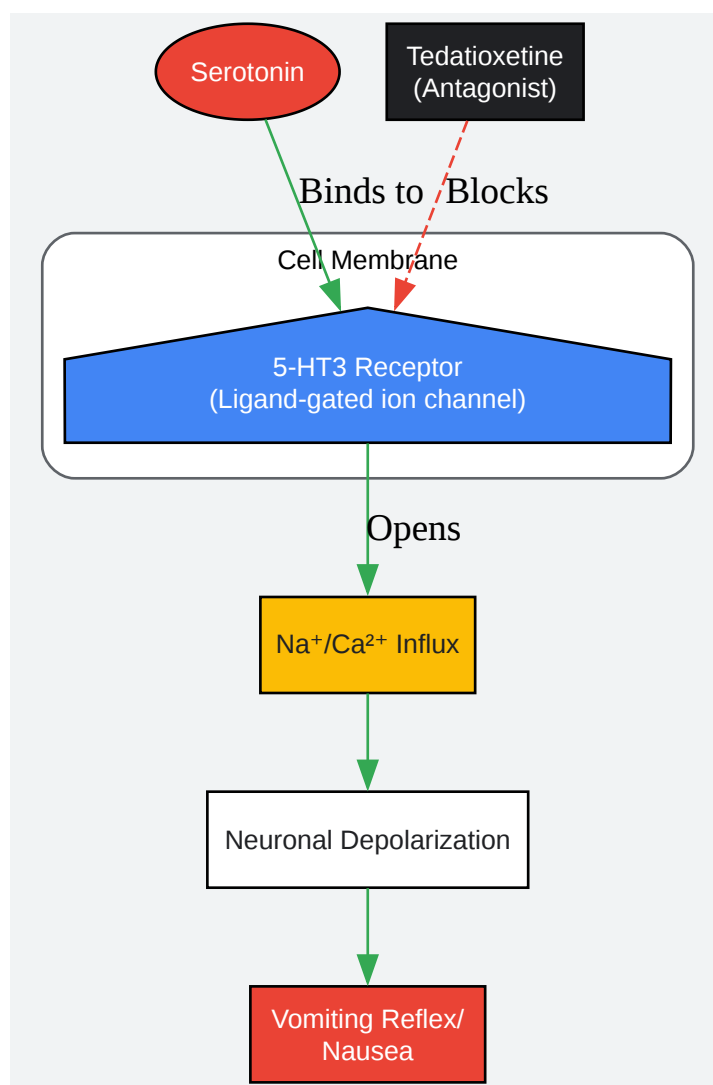 Serotonin
Tedatioxetine
(Antagonist)
Binds to
Blocks
Cell Membrane
5-HT3 Receptor
(Ligand-gated ion channel)
Opens
Na⁺/Ca²⁺ Influx
Neuronal Depolarization
Vomiting Reflex/
Nausea